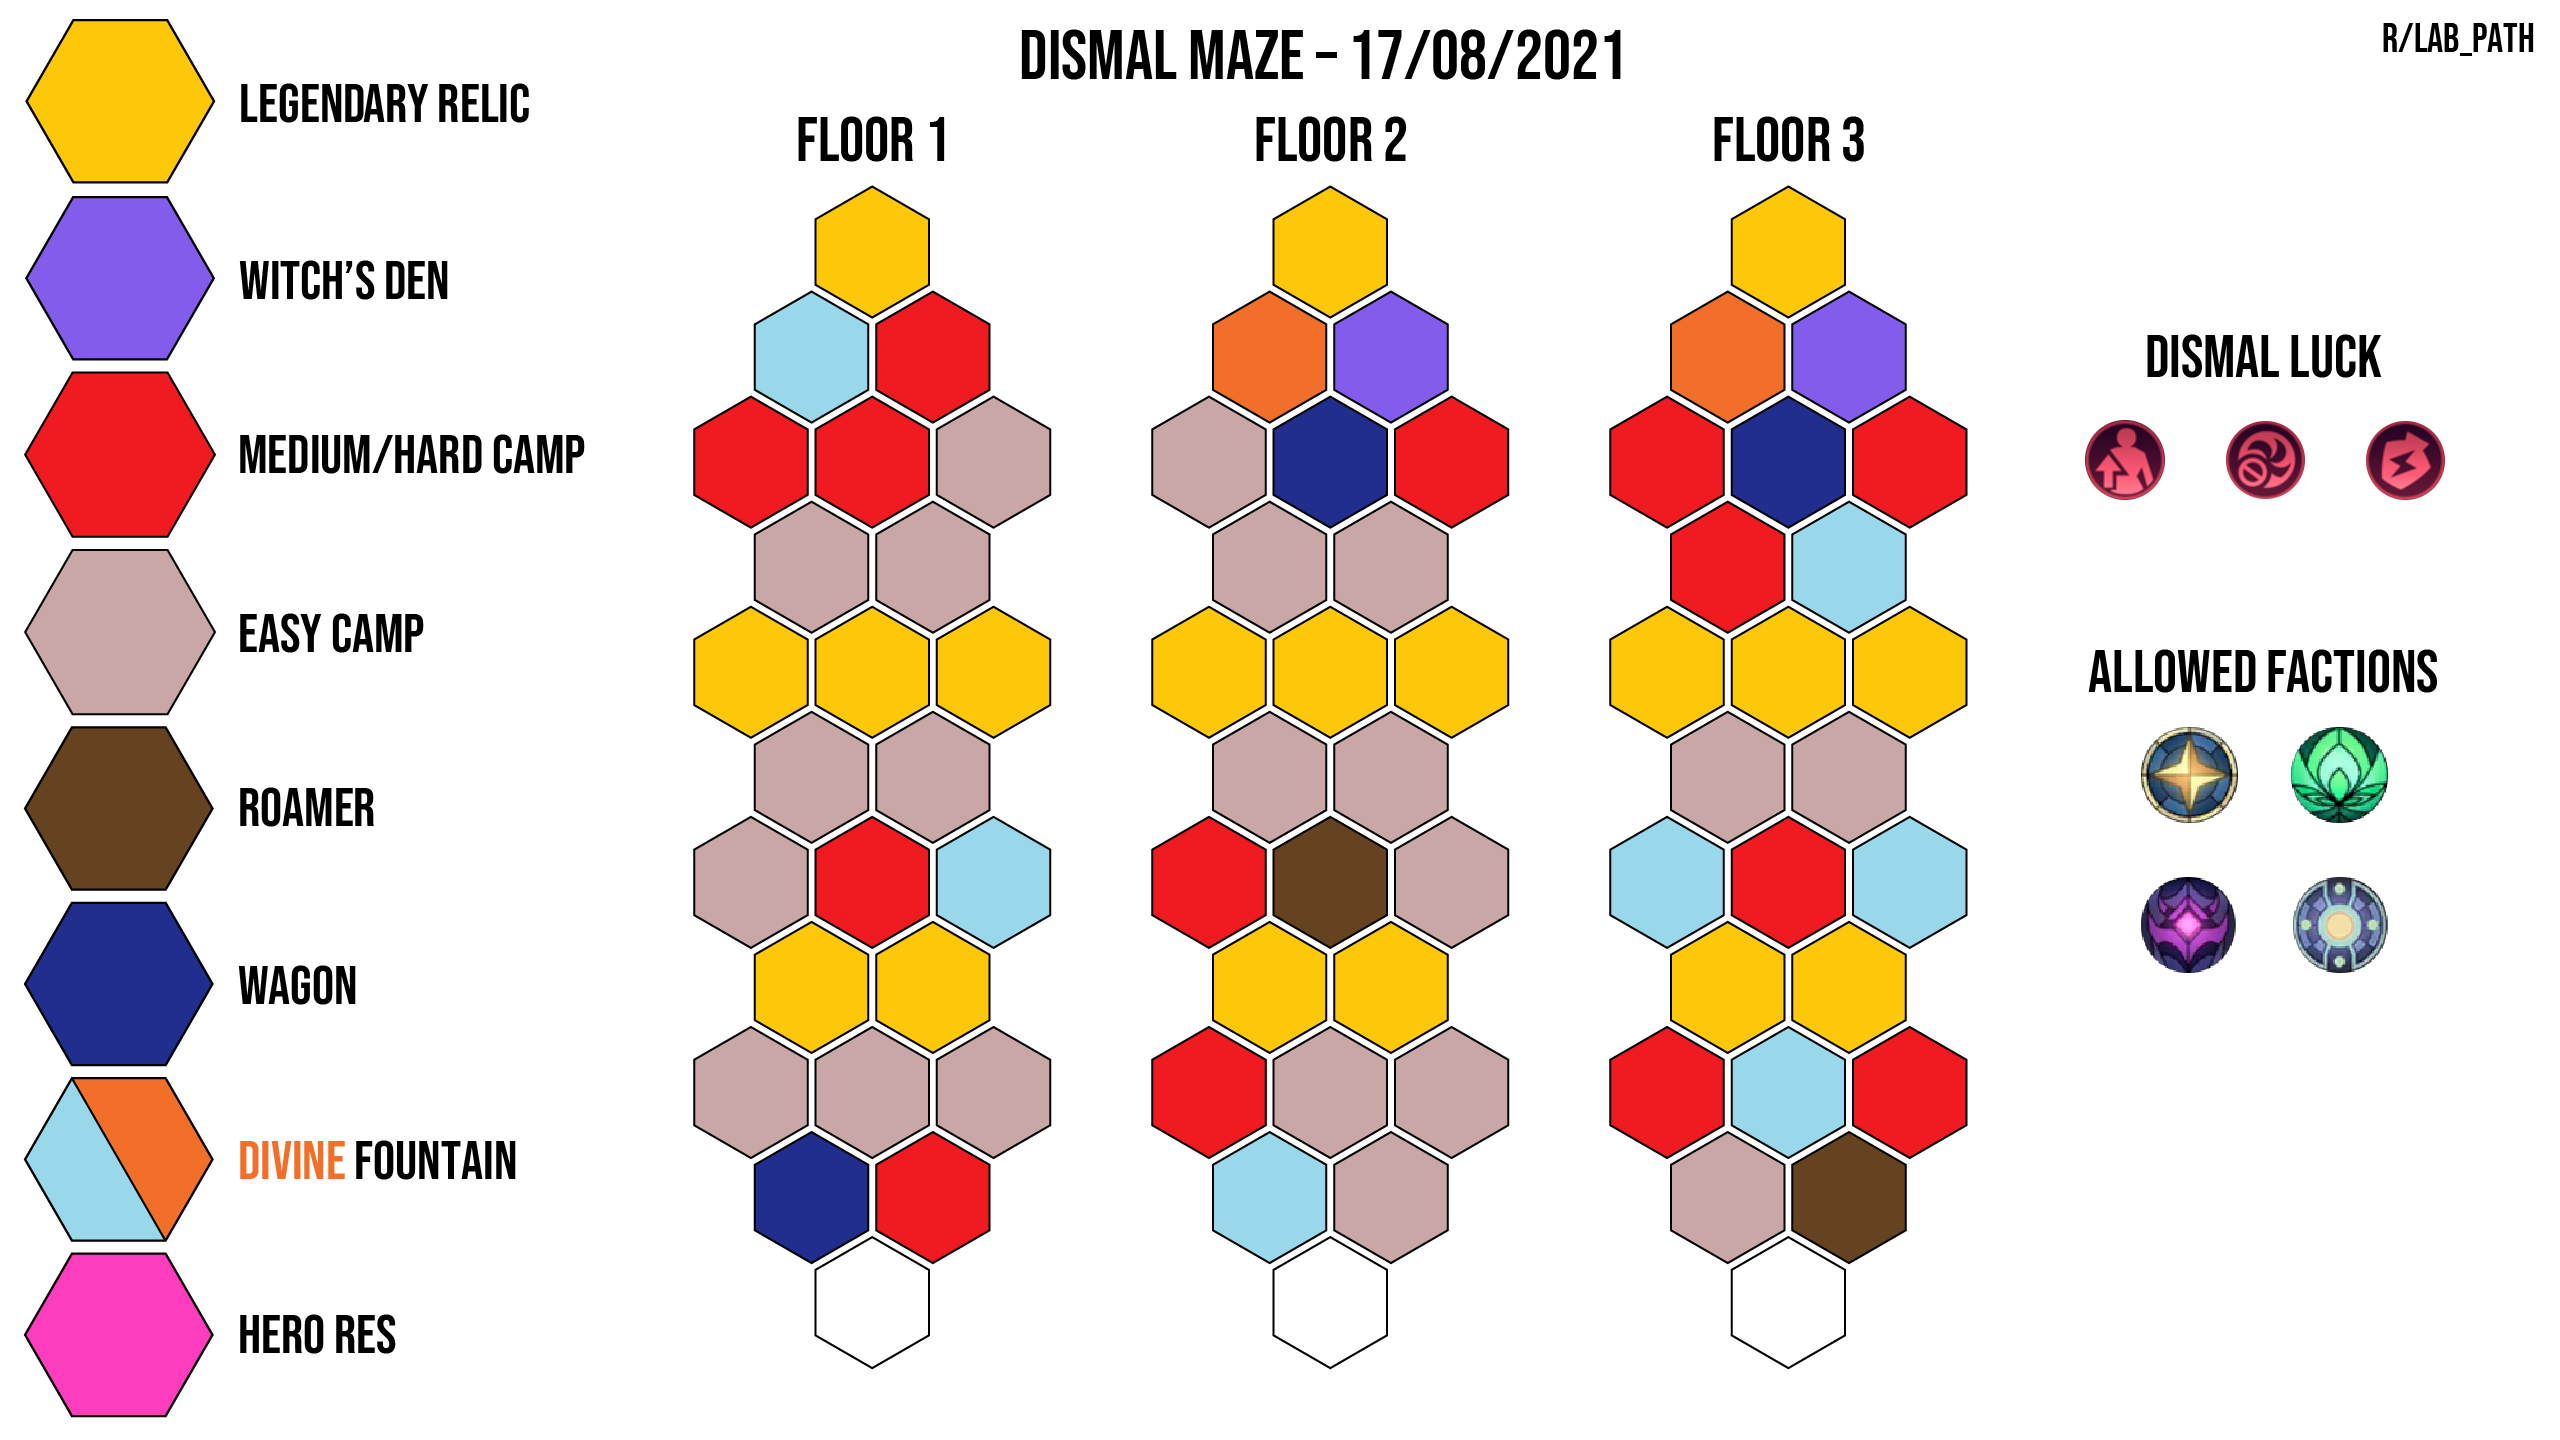 DISMAL MAZE – 17/08/2021
R/LAB_PATH
LEGENDARY RELIC
WITCH'S DEN
MEDIUM/HARD CAMP
EASY CAMP
ROAMER
WAGON
DIVINE FOUNTAIN
HERO RES
FLOOR 1
FLOOR 2
FLOOR 3
DISMAL LUCK
ALLOWED FACTIONS